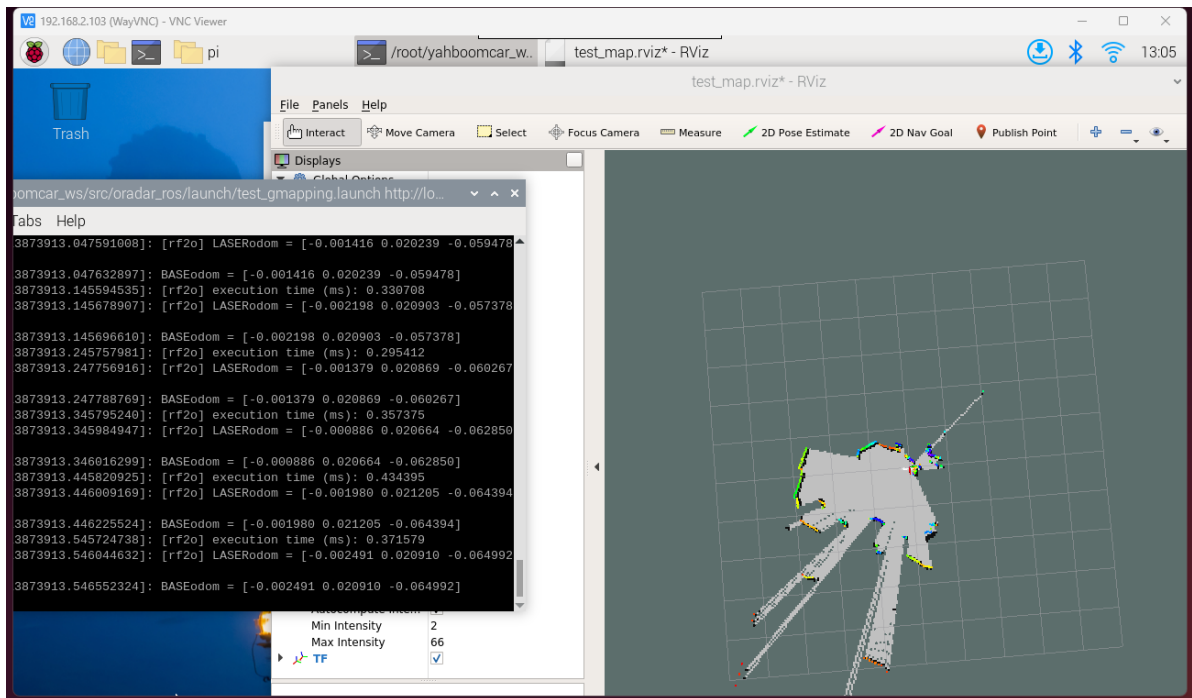 192.168.2.103 (WayVNC) - VNC Viewer
pi
/root/yahboomcar_w..
test_map.rviz* - RViz
13:05
test_map.rviz* - RViz
File Panels Help
Interact Move Camera Select Focus Camera Measure 2D Pose Estimate 2D Nav Goal Publish Point
Trash
Displays
Global Options
oomcar_ws/src/oradar_ros/launch/test_gmapping.launch http://lo...
Tabs Help
3873913.047591008]: [rf2o] LASERodom = [-0.001416 0.020239 -0.059478
3873913.047632897]: BASEodom = [-0.001416 0.020239 -0.059478]
3873913.145594535]: [rf2o] execution time (ms): 0.330708
3873913.145678907]: [rf2o] LASERodom = [-0.002198 0.020903 -0.057378
3873913.145696610]: BASEodom = [-0.002198 0.020903 -0.057378]
3873913.245757981]: [rf2o] execution time (ms): 0.295412
3873913.247756916]: [rf2o] LASERodom = [-0.001379 0.020869 -0.060267
3873913.247788769]: BASEodom = [-0.001379 0.020869 -0.060267]
3873913.345795240]: [rf2o] execution time (ms): 0.357375
3873913.345984947]: [rf2o] LASERodom = [-0.000886 0.020664 -0.062850
3873913.346016299]: BASEodom = [-0.000886 0.020664 -0.062850]
3873913.445820925]: [rf2o] execution time (ms): 0.434395
3873913.446009169]: [rf2o] LASERodom = [-0.001980 0.021205 -0.064394
3873913.446225524]: BASEodom = [-0.001980 0.021205 -0.064394]
3873913.545724738]: [rf2o] execution time (ms): 0.371579
3873913.546044632]: [rf2o] LASERodom = [-0.002491 0.020910 -0.064992
3873913.546552324]: BASEodom = [-0.002491 0.020910 -0.064992]
Min Intensity 2
Max Intensity 66
TF